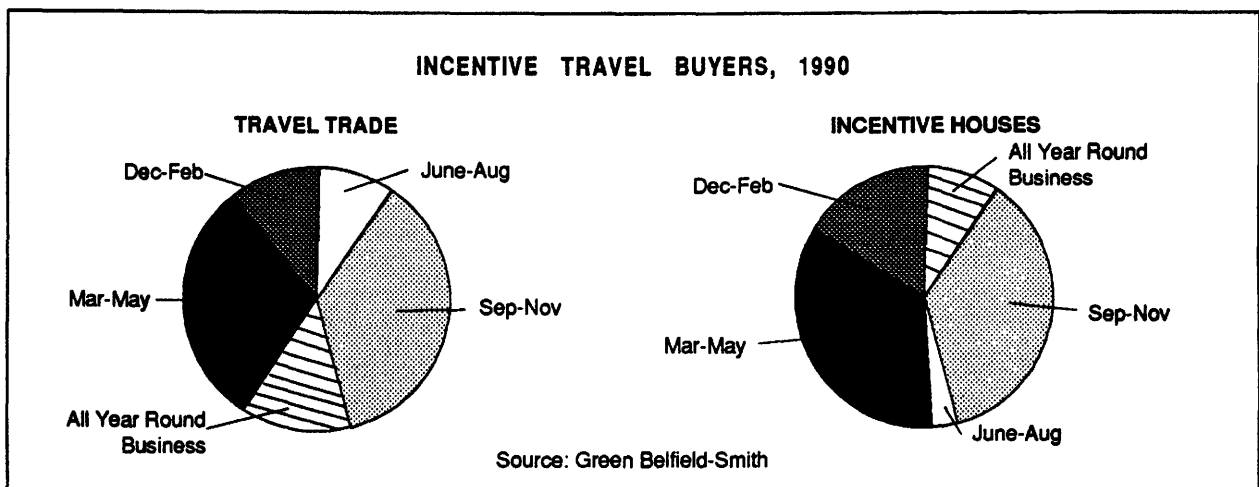 INCENTIVE TRAVEL BUYERS, 1990
TRAVEL TRADE
Dec-Feb
June-Aug
Mar-May
Sep-Nov
All Year Round
Business
INCENTIVE HOUSES
All Year Round
Business
Dec-Feb
Sep-Nov
Mar-May
June-Aug
Source: Green Belfield-Smith